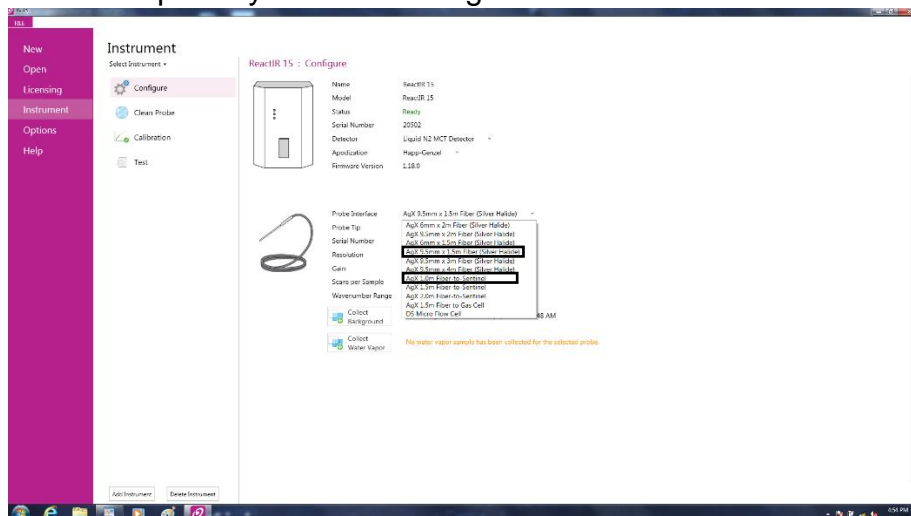 FILE
New
Open
Licensing
Instrument
Options
Help
Instrument
Select Instrument
Configure
Clean Probe
Calibration
Test
Add Instrument Delete Instrument
ReactIR 15 : Configure
Name ReactIR 15
Model ReactIR 15
Status Ready
Serial Number 20502
Detector Liquid N2 MCT Detector
Apodization Happ-Genzel
Firmware Version 1.18.0
Probe Interface AgX 9.5mm x 1.5m Fiber (Silver Halide)
Probe Tip
Serial Number
Resolution
Gain
Scans per Sample
Wavenumber Range
AgX 6mm x 2m Fiber (Silver Halide)
AgX 9.5mm x 2m Fiber (Silver Halide)
AgX 6mm x 1.5m Fiber (Silver Halide)
AgX 9.5mm x 1.5m Fiber (Silver Halide)
AgX 9.5mm x 3m Fiber (Silver Halide)
AgX 9.5mm x 4m Fiber (Silver Halide)
AgX 1.0m Fiber-to-Sentinel
AgX 1.5m Fiber-to-Sentinel
AgX 2.0m Fiber-to-Sentinel
AgX 1.5m Fiber to Gas Cell
DS Micro Flow Cell
Collect
Background
48 AM
Collect
Water Vapor
No water vapor sample has been collected for the selected probe.
4:54 PM